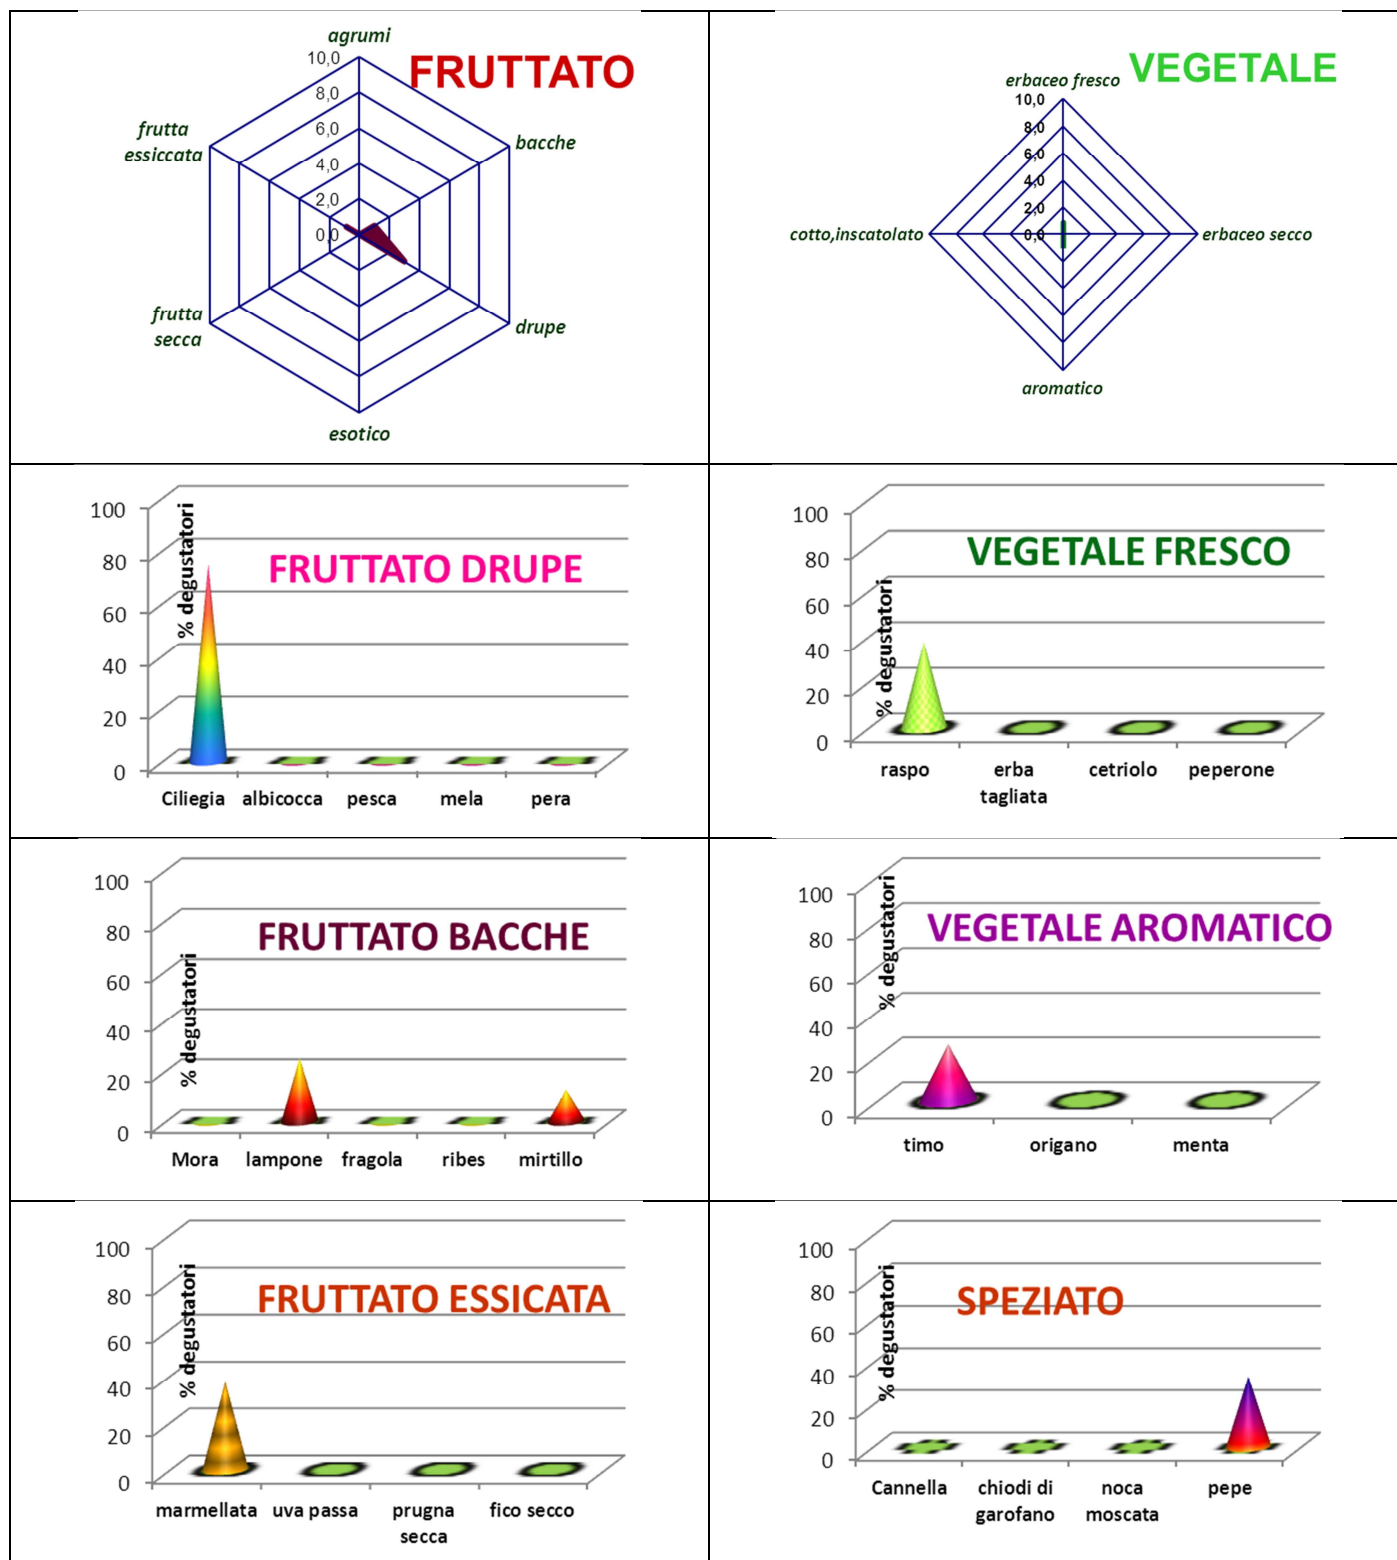 agrumi
FRUTTATO
10,0
8,0
6,0
4,0
2,0
0,0
frutta
essiccata
bacche
frutta
secca
drupe
esotico
VEGETALE
erbaceo fresco
10,0
8,0
6,0
4,0
2,0
0,0
cotto,inscatolato
erbaceo secco
aromatico
FRUTTATO DRUPE
% degustatori
100
80
60
40
20
0
Ciliegia albicocca pesca mela pera
VEGETALE FRESCO
% degustatori
100
80
60
40
20
0
raspo erba cetriolo peperone
tagliata
FRUTTATO BACCHE
% degustatori
100
80
60
40
20
0
Mora lampone fragola ribes mirtillo
VEGETALE AROMATICO
% degustatori
100
80
60
40
20
0
timo origano menta
FRUTTATO ESSICATA
% degustatori
100
80
60
40
20
0
marmellata uva passa prugna fico secco
secca
SPEZIATO
% degustatori
100
80
60
40
20
0
Cannella chiodi di noca pepe
garofano moscata